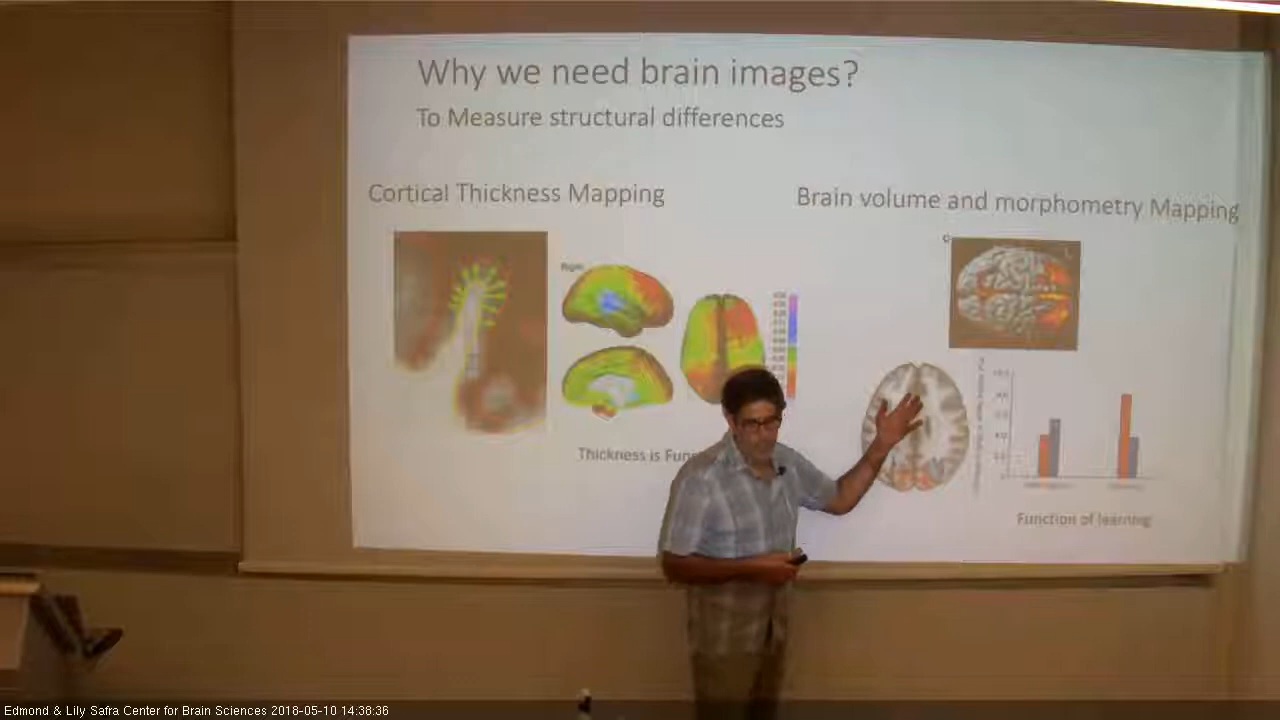 Why we need brain images?
To Measure structural differences
Cortical Thickness Mapping
Brain volume and morphometry Mapping
Right
Thickness is
Function of learning
Edmond & Lily Safra Center for Brain Sciences 2018-05-10 14:38:36